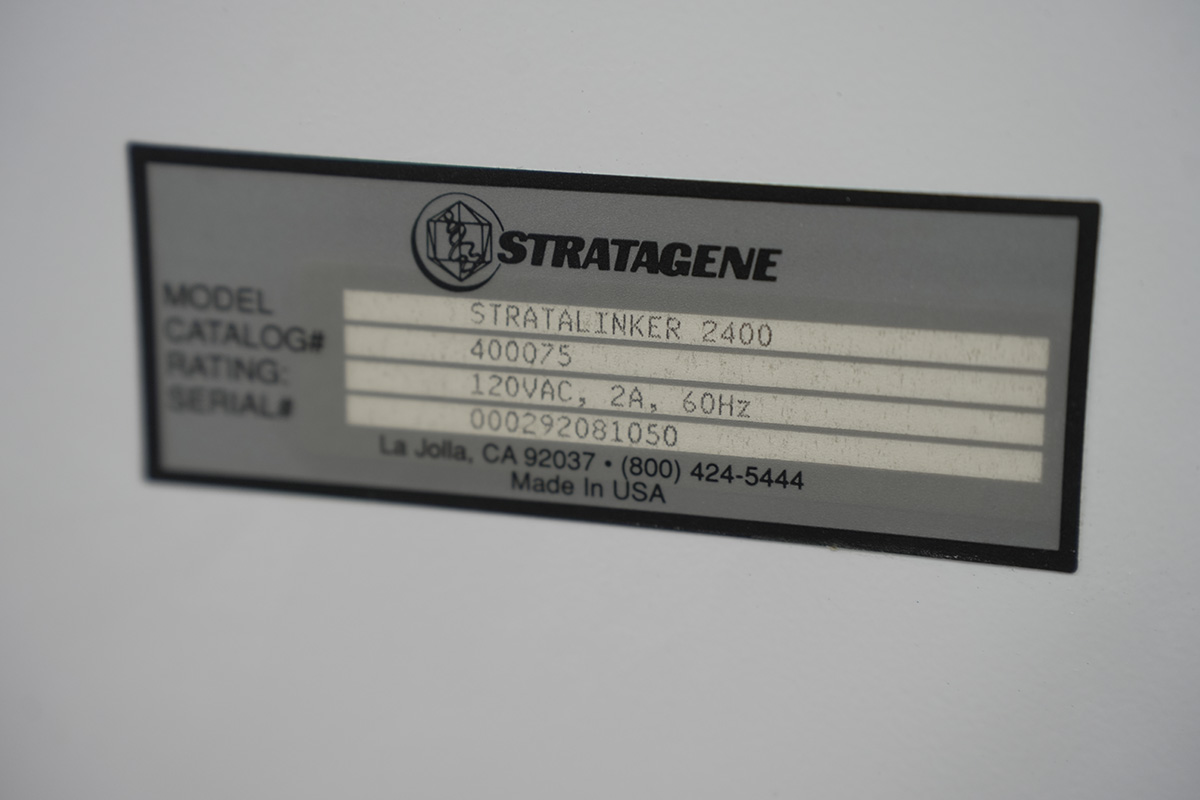 STRATAGENE
MODEL STRATALINKER 2400
CATALOG# 400075
RATING: 120VAC, 2A, 60Hz
SERIAL# 000292081050
La Jolla, CA 92037 • (800) 424-5444
Made In USA